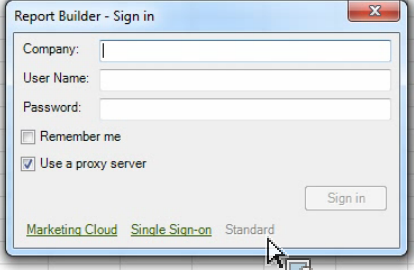 Report Builder - Sign in
Company:
User Name:
Password:
Remember me
Use a proxy server
Sign in
Marketing Cloud Single Sign-on Standard